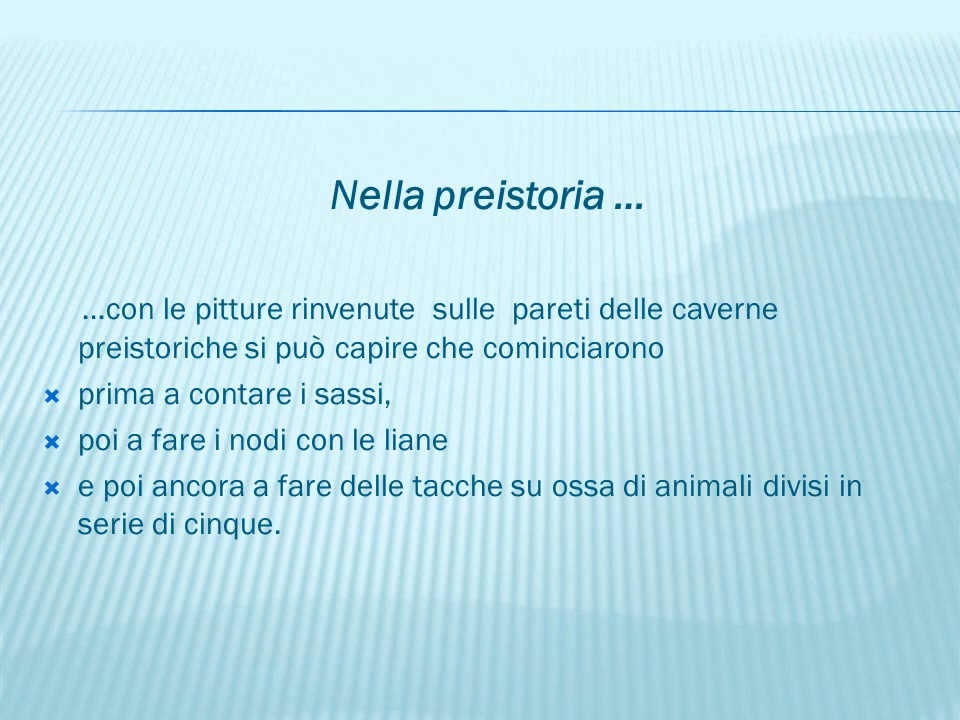 Nella preistoria ...
...con le pitture rinvenute sulle pareti delle caverne
preistoriche si può capire che cominciarono
prima a contare i sassi,
poi a fare i nodi con le liane
e poi ancora a fare delle tacche su ossa di animali divisi in
serie di cinque.